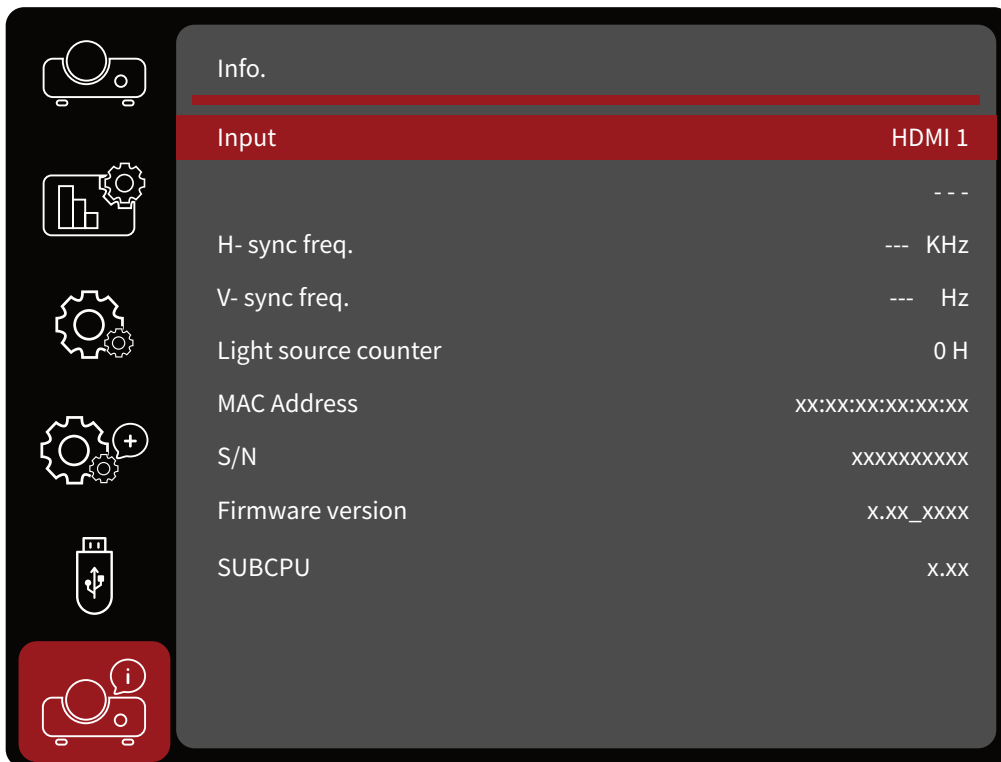 Info.
Input HDMI 1
- - -
H- sync freq. --- KHz
V- sync freq. --- Hz
Light source counter 0 H
MAC Address xx:xx:xx:xx:xx:xx
S/N xxxxxxxxxx
Firmware version x.xx_xxxx
SUBCPU x.xx